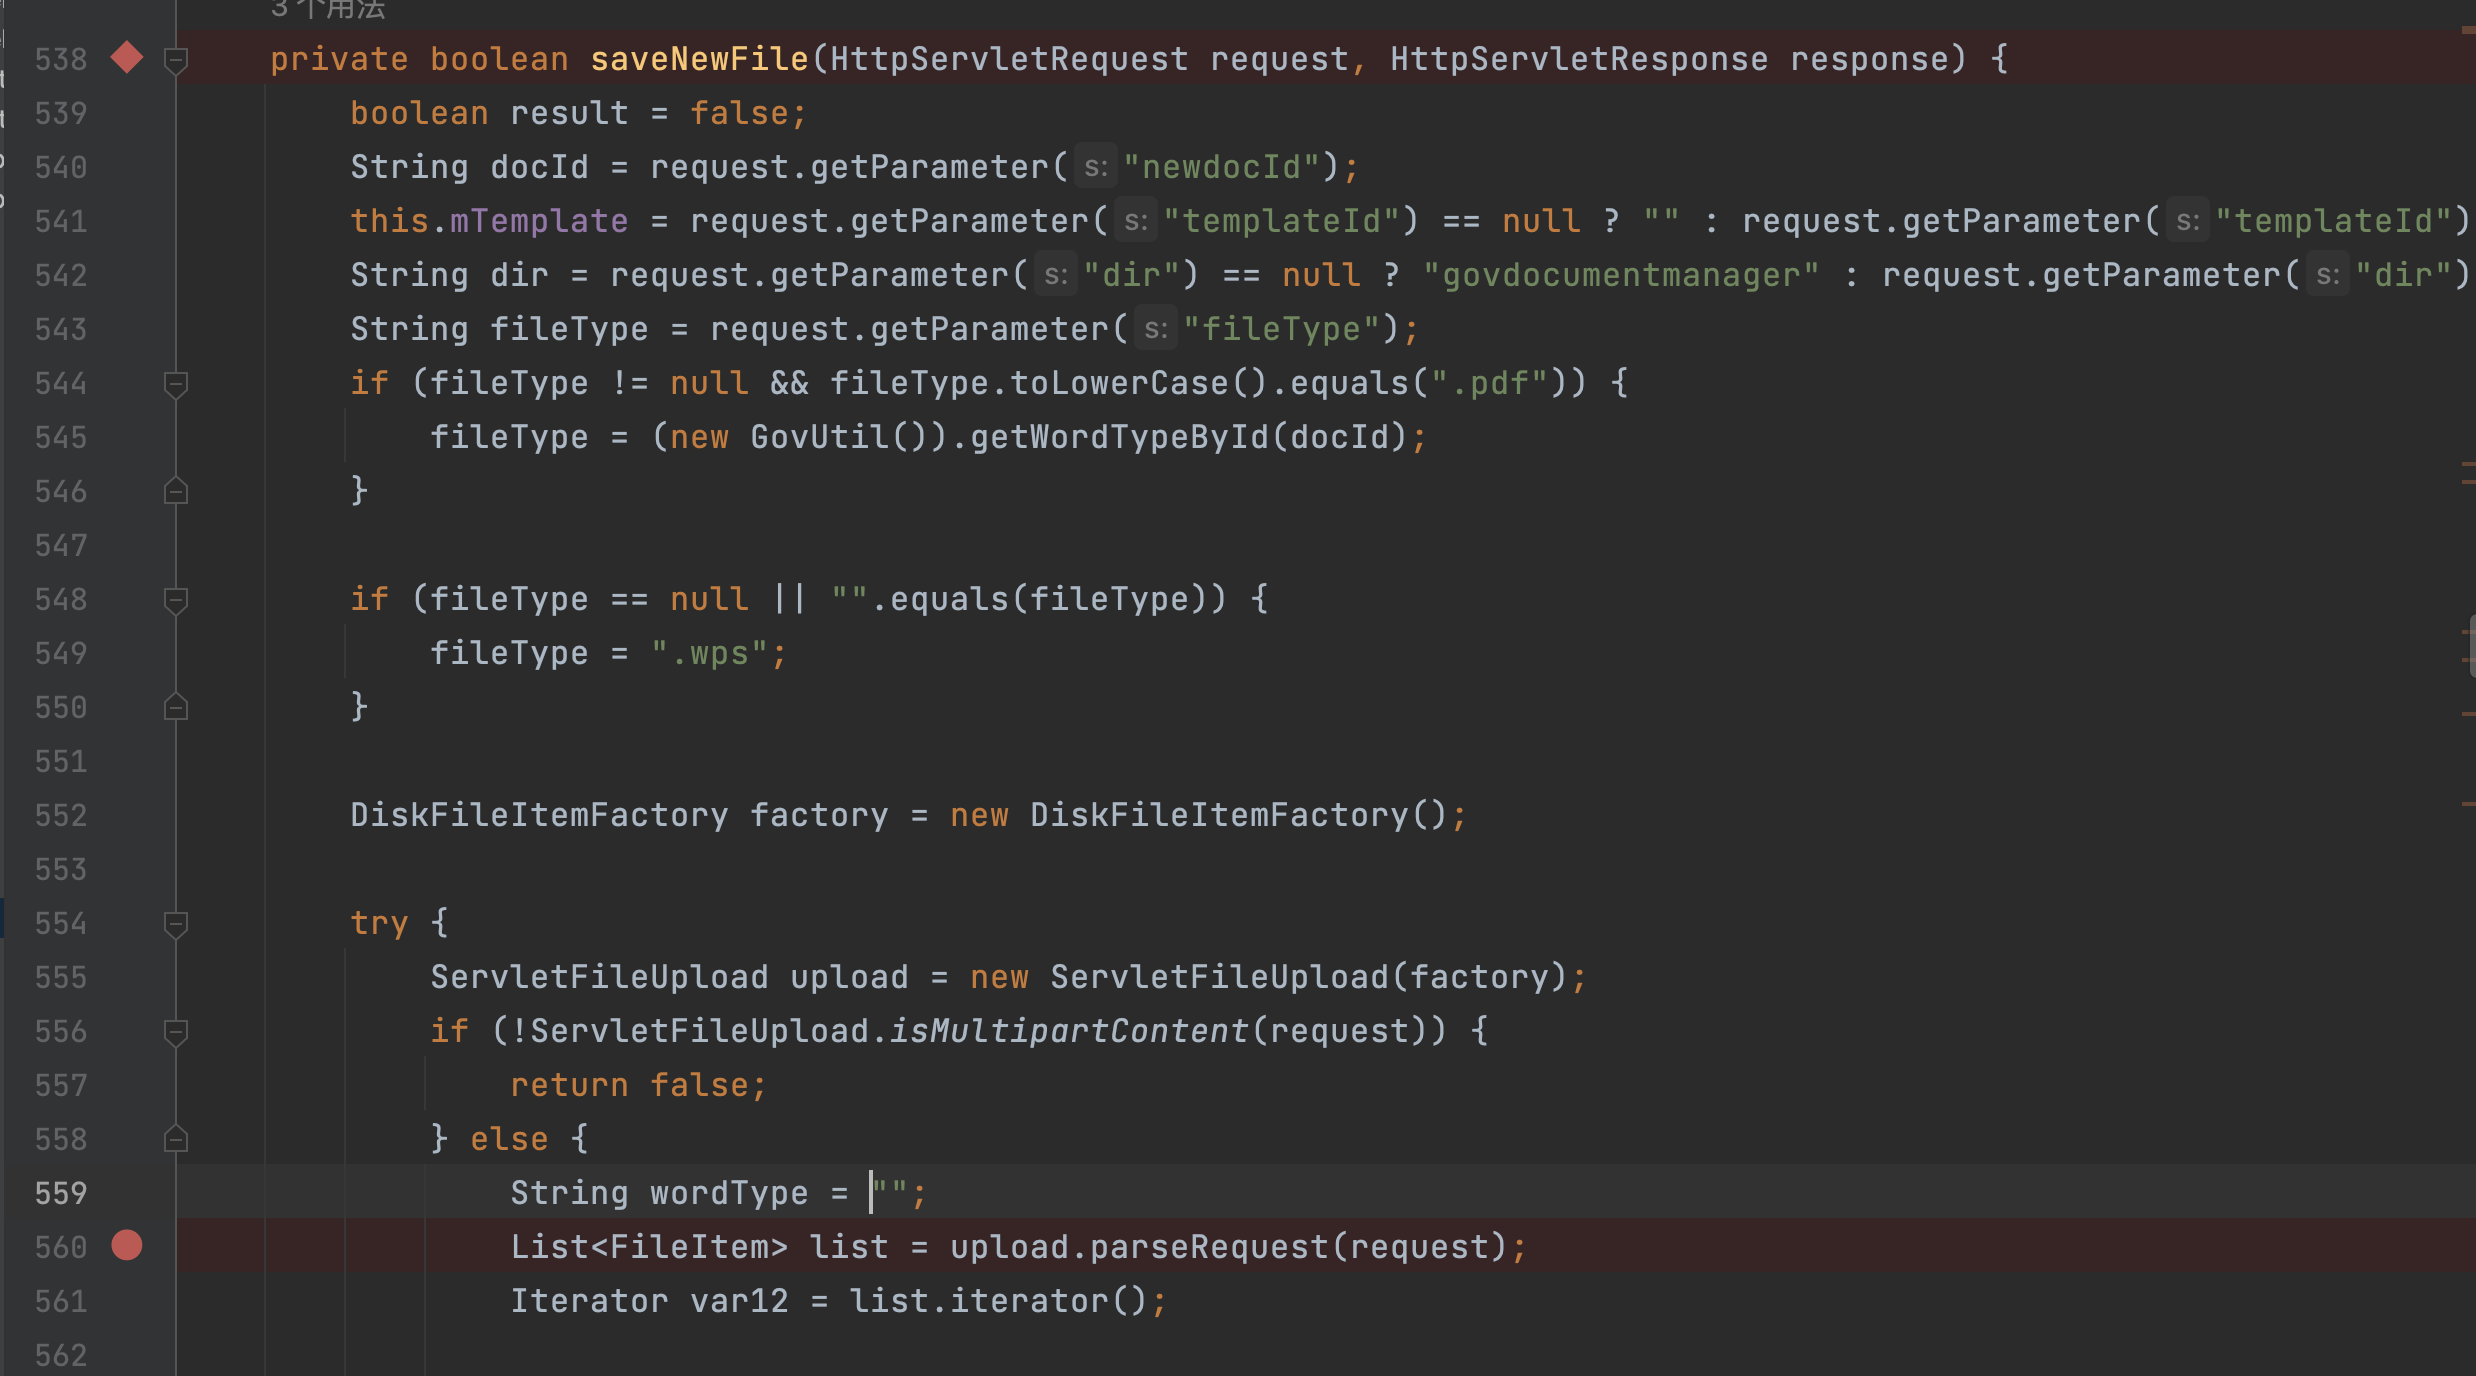 3 个用法
538 private boolean saveNewFile(HttpServletRequest request, HttpServletResponse response) {
539 boolean result = false;
540 String docId = request.getParameter( s: "newdocId");
541 this.mTemplate = request.getParameter( s: "templateId") == null ? "" : request.getParameter( s: "templateId")
542 String dir = request.getParameter( s: "dir") == null ? "govdocumentmanager" : request.getParameter( s: "dir")
543 String fileType = request.getParameter( s: "fileType");
544 if (fileType != null && fileType.toLowerCase().equals(".pdf")) {
545 fileType = (new GovUtil()).getWordTypeById(docId);
546 }
547
548 if (fileType == null || "".equals(fileType)) {
549 fileType = ".wps";
550 }
551
552 DiskFileItemFactory factory = new DiskFileItemFactory();
553
554 try {
555 ServletFileUpload upload = new ServletFileUpload(factory);
556 if (!ServletFileUpload.isMultipartContent(request)) {
557 return false;
558 } else {
559 String wordType = "";
560 List<FileItem> list = upload.parseRequest(request);
561 Iterator var12 = list.iterator();
562